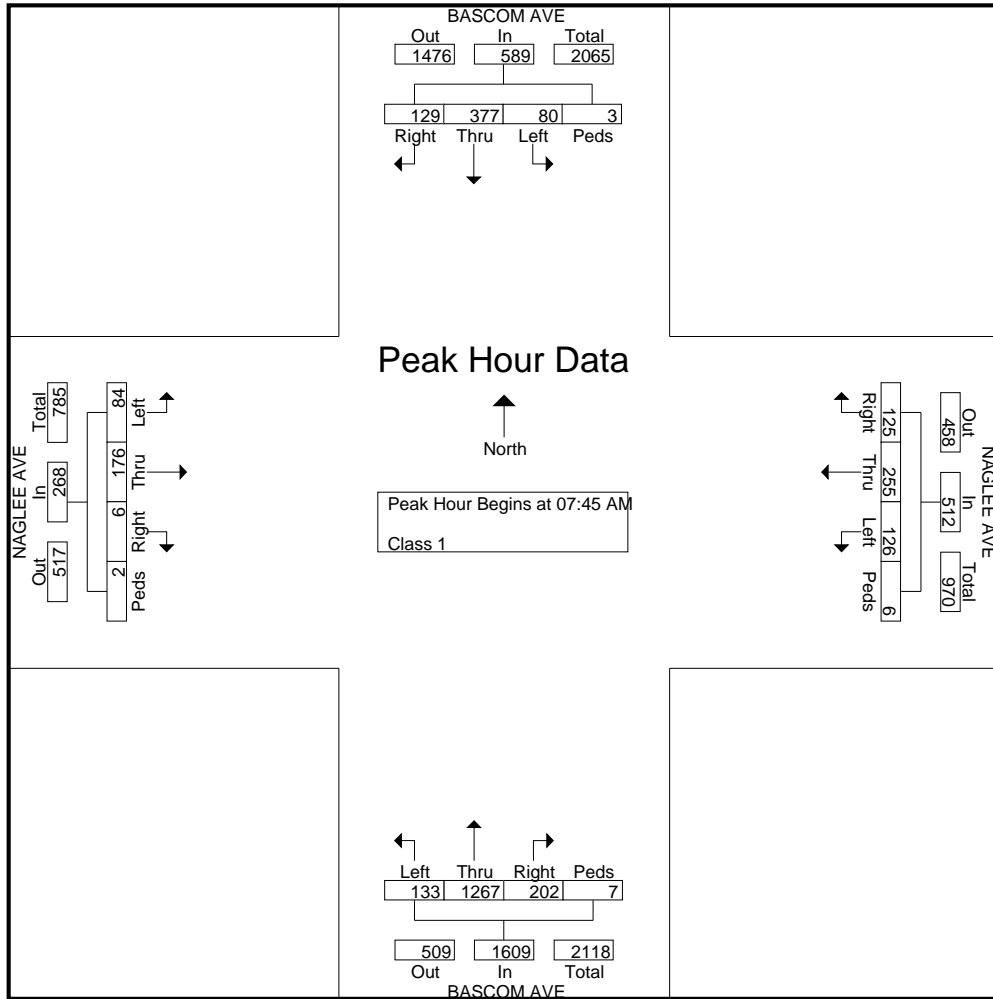 BASCOM AVE
Out In Total
1476 589 2065
129 377 80 3
Right Thru Left Peds
Peak Hour Data
North
Peak Hour Begins at 07:45 AM
Class 1
NAGLEE AVE
Total In Out
785 268 517
84 176 6 2
Left Thru Right Peds
Right Thru Left Peds
125 255 126 6
Out In Total
458 512 970
NAGLEE AVE
Left Thru Right Peds
133 1267 202 7
509 1609 2118
Out In Total
BASCOM AVE